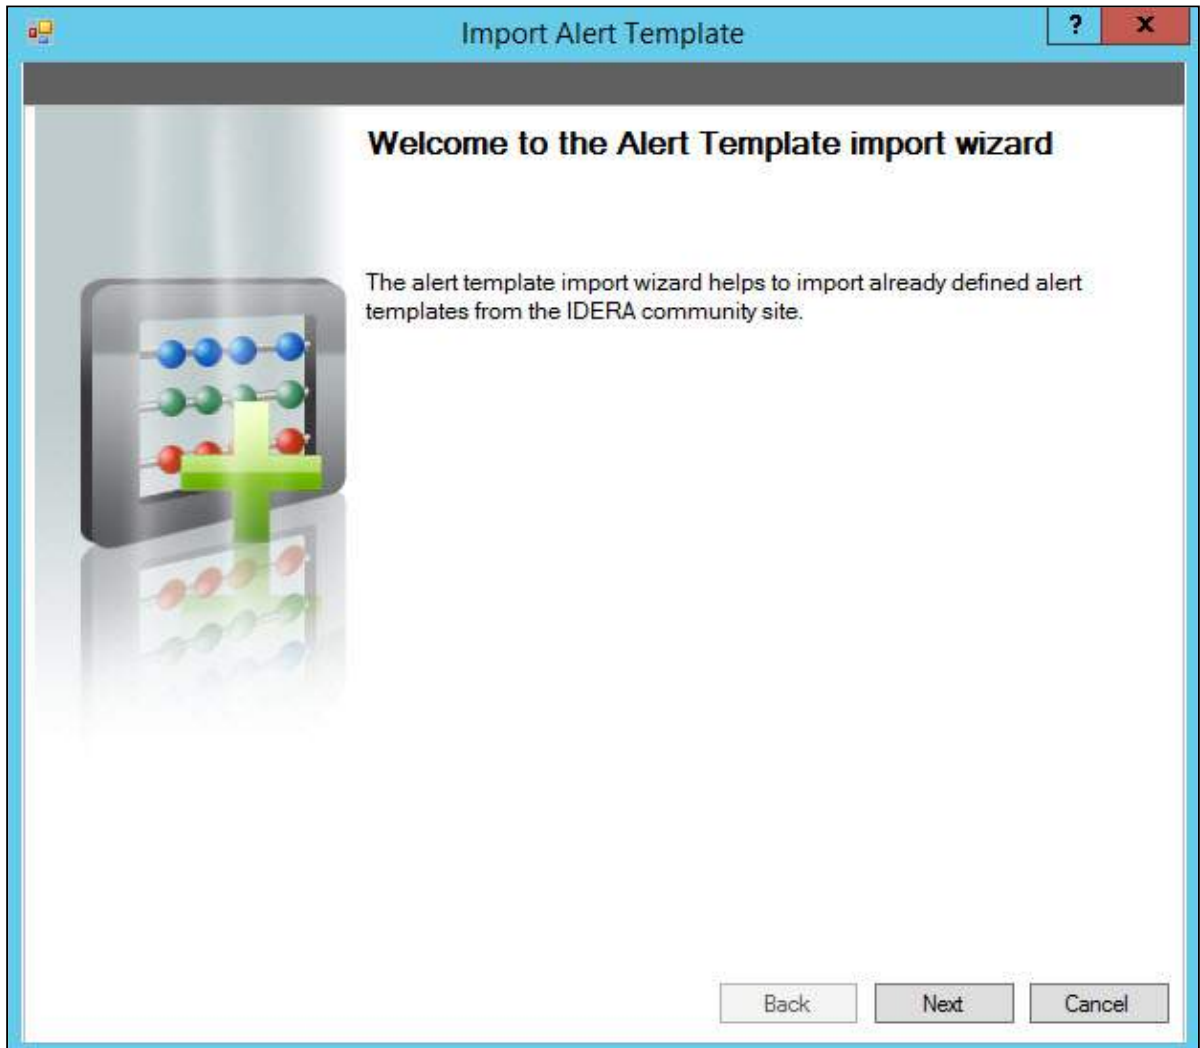 Import Alert Template
?
x
Welcome to the Alert Template import wizard
The alert template import wizard helps to import already defined alert
templates from the IDERA community site.
Back
Next
Cancel